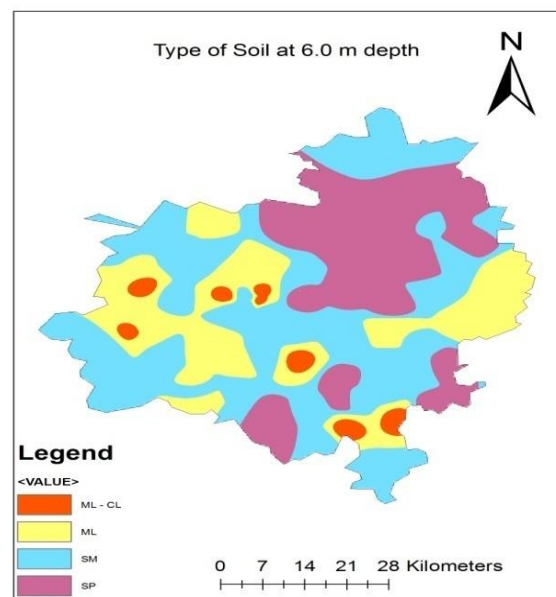 Type of Soil at 6.0 m depth
N
Legend
<VALUE>
ML - CL
ML
SM
SP
0 7 14 21 28 Kilometers